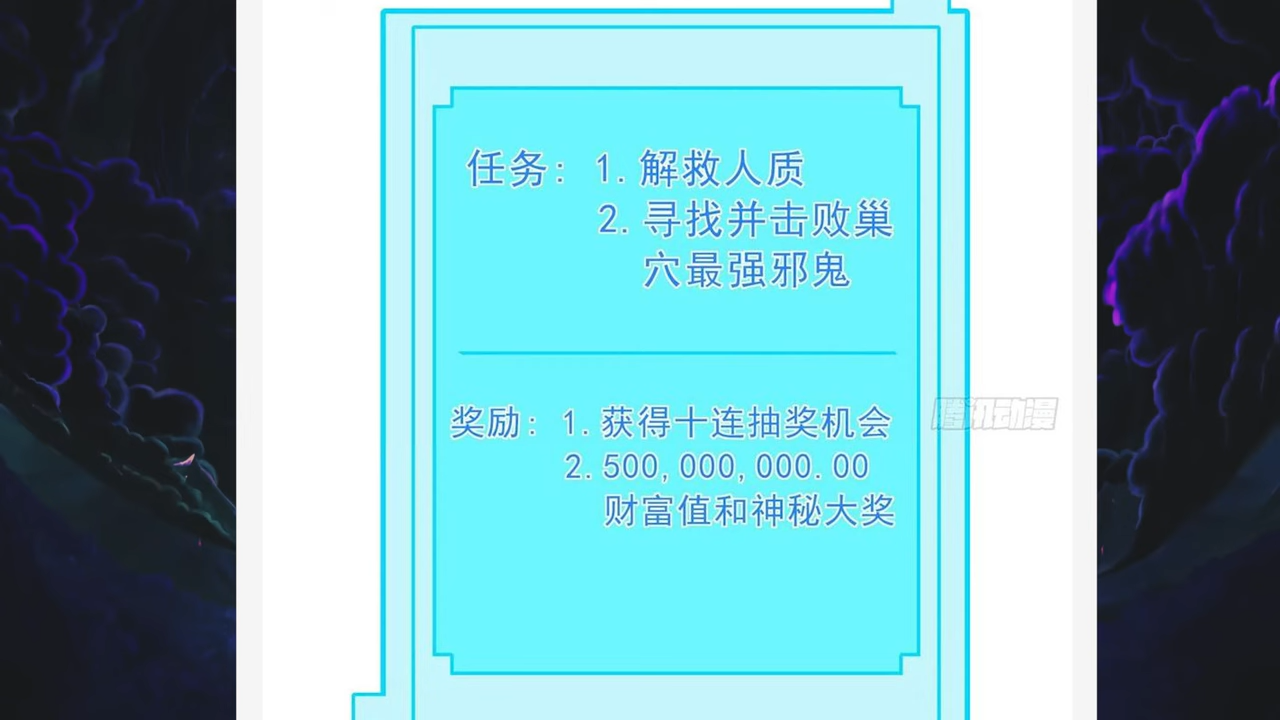 任务: 1.解救人质
2.寻找并击败巢
穴最强邪鬼
奖励: 1.获得十连抽奖机会
2.500,000,000.00
财富值和神秘大奖
腾讯动漫